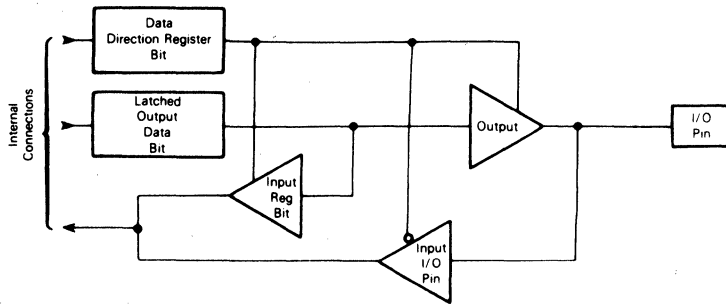 Data
Direction Register
Bit
Latched
Output
Data
Bit
Internal
Connections
Output
I/O
Pin
Input
Reg
Bit
Input
I/O
Pin